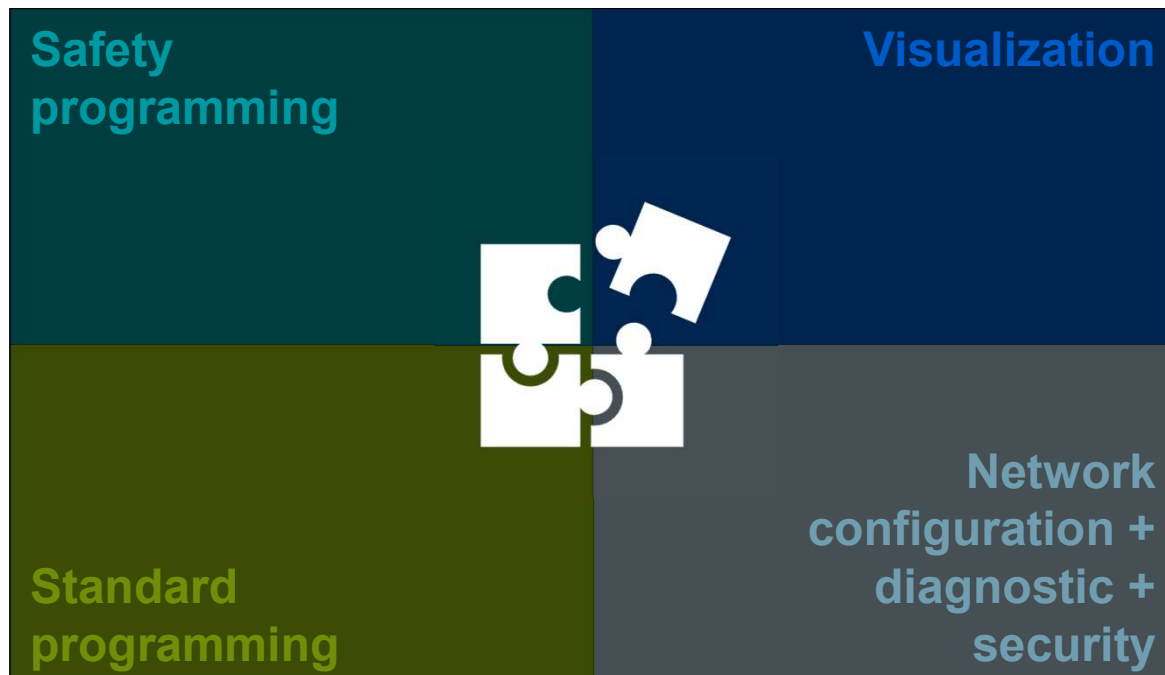 Safety
programming
Visualization
Standard
programming
Network
configuration +
diagnostic +
security